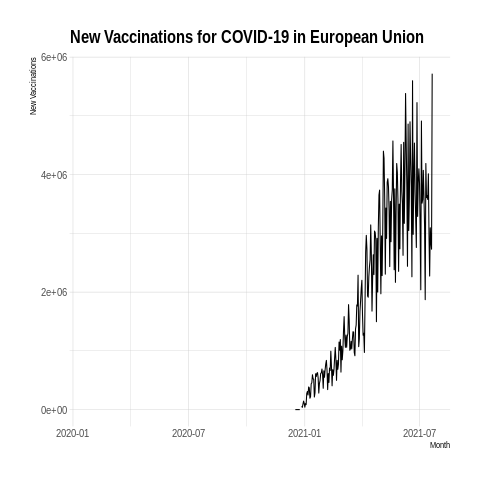 New Vaccinations for COVID-19 in European Union
New Vaccinations
6e+06
4e+06
2e+06
0e+00
2020-01
2020-07
2021-01
2021-07
Month